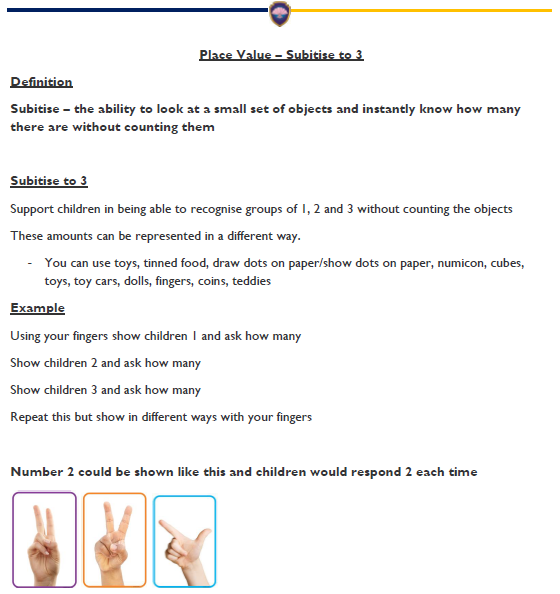 Place Value – Subitise to 3
Definition
Subitise – the ability to look at a small set of objects and instantly know how many
there are without counting them
Subitise to 3
Support children in being able to recognise groups of 1, 2 and 3 without counting the objects
These amounts can be represented in a different way.
- You can use toys, tinned food, draw dots on paper/show dots on paper, numicon, cubes,
toys, toy cars, dolls, fingers, coins, teddies
Example
Using your fingers show children 1 and ask how many
Show children 2 and ask how many
Show children 3 and ask how many
Repeat this but show in different ways with your fingers
Number 2 could be shown like this and children would respond 2 each time